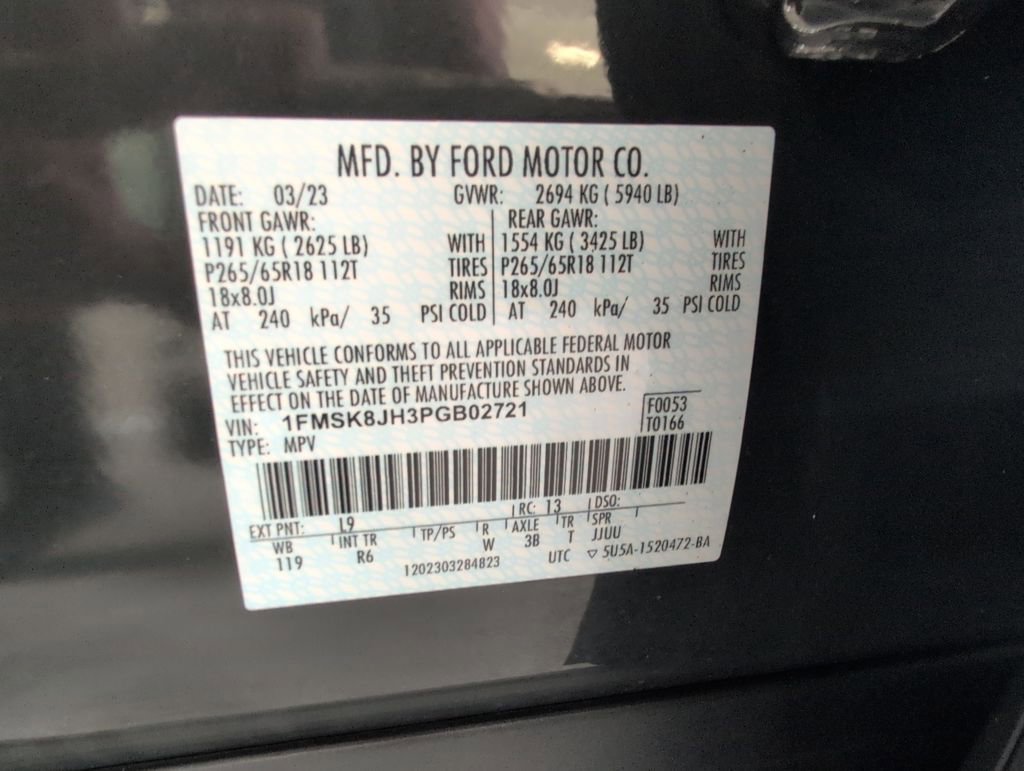 MFD. BY FORD MOTOR CO.
DATE: 03/23 GVWR: 2694 KG ( 5940 LB)
FRONT GAWR: REAR GAWR:
1191 KG ( 2625 LB) WITH 1554 KG ( 3425 LB) WITH
P265/65R18 112T TIRES P265/65R18 112T TIRES
18x8.0J RIMS 18x8.0J RIMS
AT 240 kPa/ 35 PSI COLD AT 240 kPa/ 35 PSI COLD
THIS VEHICLE CONFORMS TO ALL APPLICABLE FEDERAL MOTOR
VEHICLE SAFETY AND THEFT PREVENTION STANDARDS IN
EFFECT ON THE DATE OF MANUFACTURE SHOWN ABOVE.
VIN: 1FMSK8JH3PGB02721 F0053
TYPE: MPV T0166
EXT PNT: L9 RC: 13 DSO:
WB INT TR TP/PS R AXLE TR SPR
119 R6 W 3B T JJUU
1202303284823 UTC ▽ 5U5A-1520472-BA